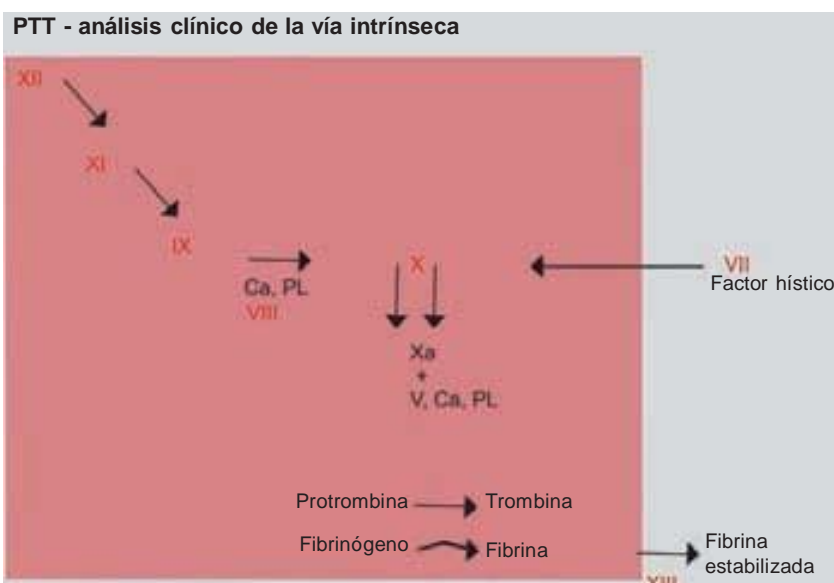 PTT - análisis clínico de la vía intrínseca
XII
XI
IX
X
VII
Factor hístico
Ca, PL
VIII
Xa
+
V, Ca, PL
Protrombina
Trombina
Fibrinógeno
Fibrina
Fibrina
estabilizada
XIII